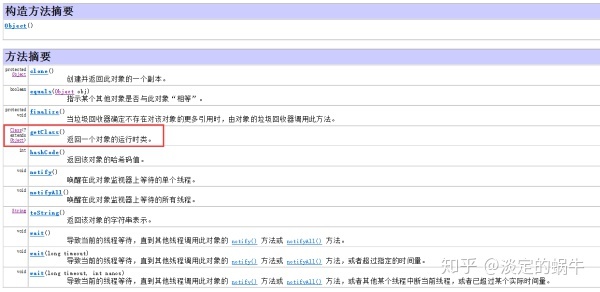 构造方法摘要
Object()
方法摘要
protected Object clone()
创建并返回此对象的一个副本。
boolean equals(Object obj)
指示某个其他对象是否与此对象“相等”。
protected void finalize()
当垃圾回收器确定不存在对该对象的更多引用时，由对象的垃圾回收器调用此方法。
Class<? extends Object> getClass()
返回一个对象的运行时类。
int hashCode()
返回该对象的哈希码值。
void notify()
唤醒在此对象监视器上等待的单个线程。
void notifyAll()
唤醒在此对象监视器上等待的所有线程。
String toString()
返回该对象的字符串表示。
void wait()
导致当前的线程等待，直到其他线程调用此对象的 notify() 方法或 notifyAll() 方法。
void wait(long timeout)
导致当前的线程等待，直到其他线程调用此对象的 notify() 方法或 notifyAll() 方法，或者超过指定的时间量。
void wait(long timeout, int nanos)
导致当前的线程等待，直到其他线程调用此对象的 notify() 方法或 notifyAll() 方法，或者其他某个线程中断当前线程，或者已超过某个实际时间量。
知乎 @淡定的蜗牛